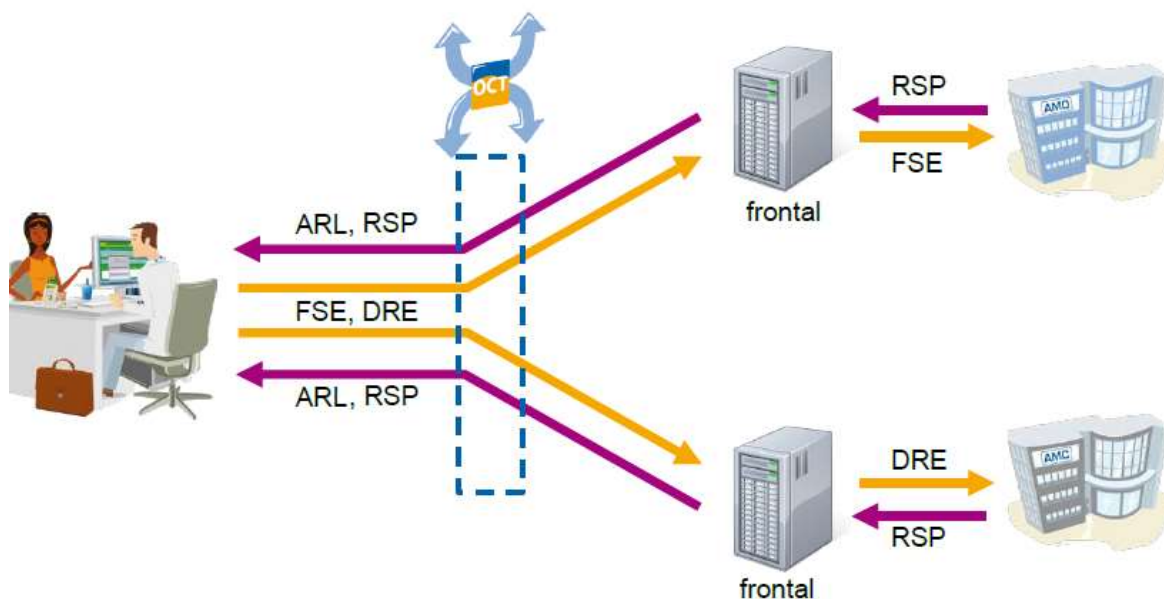 OCT
RSP
AMO
FSE
frontal
ARL, RSP
FSE, DRE
ARL, RSP
DRE
AMC
RSP
frontal